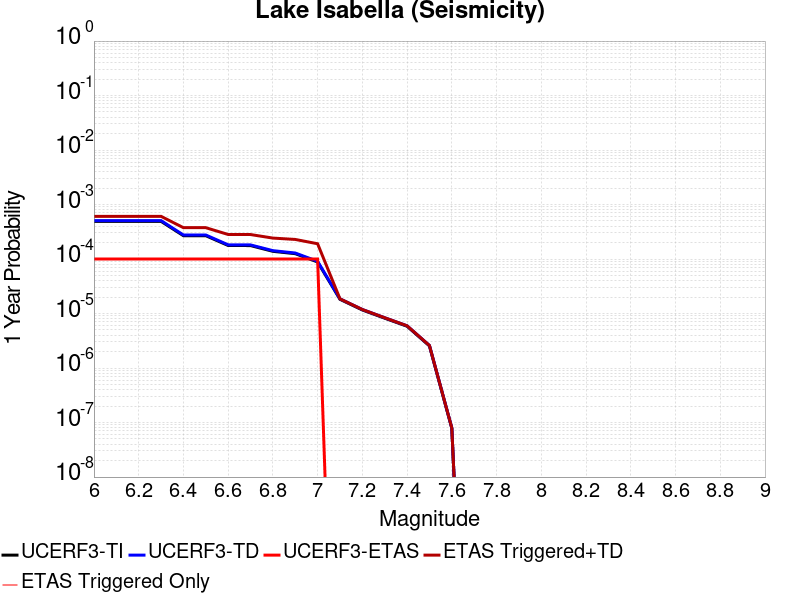 Lake Isabella (Seismicity)
10^0
10^-1
10^-2
10^-3
10^-4
10^-5
10^-6
10^-7
10^-8
1 Year Probability
6 6.2 6.4 6.6 6.8 7 7.2 7.4 7.6 7.8 8 8.2 8.4 8.6 8.8 9
Magnitude
UCERF3-TI UCERF3-TD UCERF3-ETAS ETAS Triggered+TD
ETAS Triggered Only